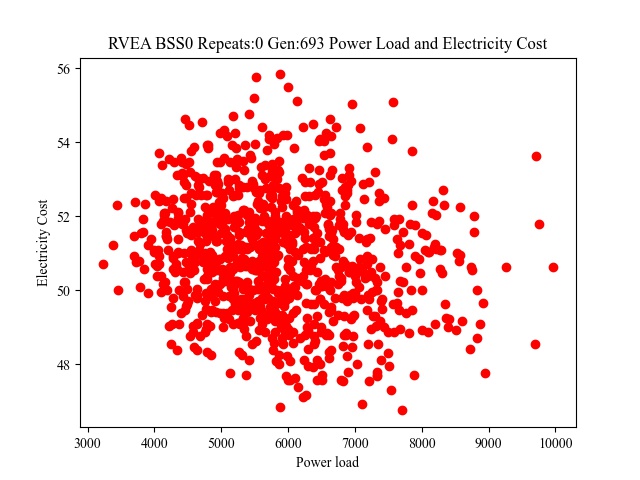 RVEA BSS0 Repeats:0 Gen:693 Power Load and Electricity Cost
56
54
52
50
48
Electricity Cost
3000 4000 5000 6000 7000 8000 9000 10000
Power load